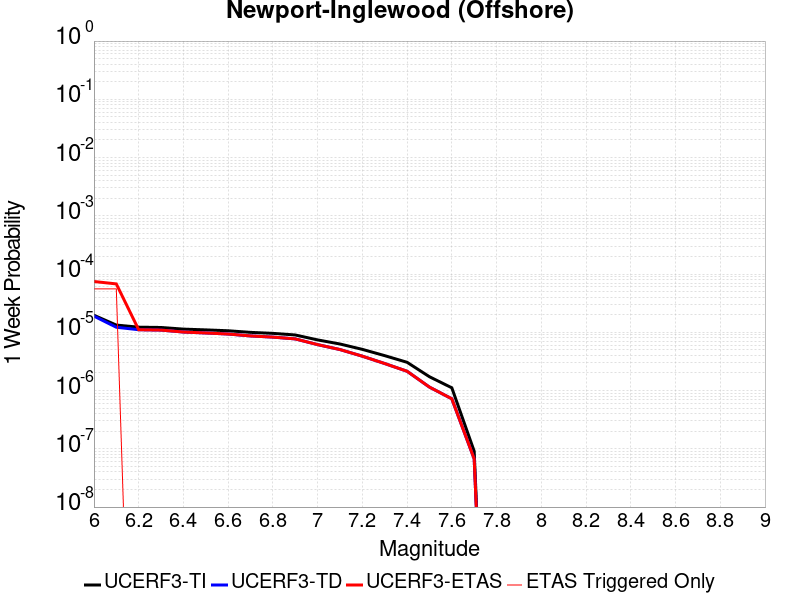 Newport-Inglewood (Offshore)
10^0
10^-1
10^-2
10^-3
10^-4
10^-5
10^-6
10^-7
10^-8
1 Week Probability
6 6.2 6.4 6.6 6.8 7 7.2 7.4 7.6 7.8 8 8.2 8.4 8.6 8.8 9
Magnitude
UCERF3-TI UCERF3-TD UCERF3-ETAS ETAS Triggered Only